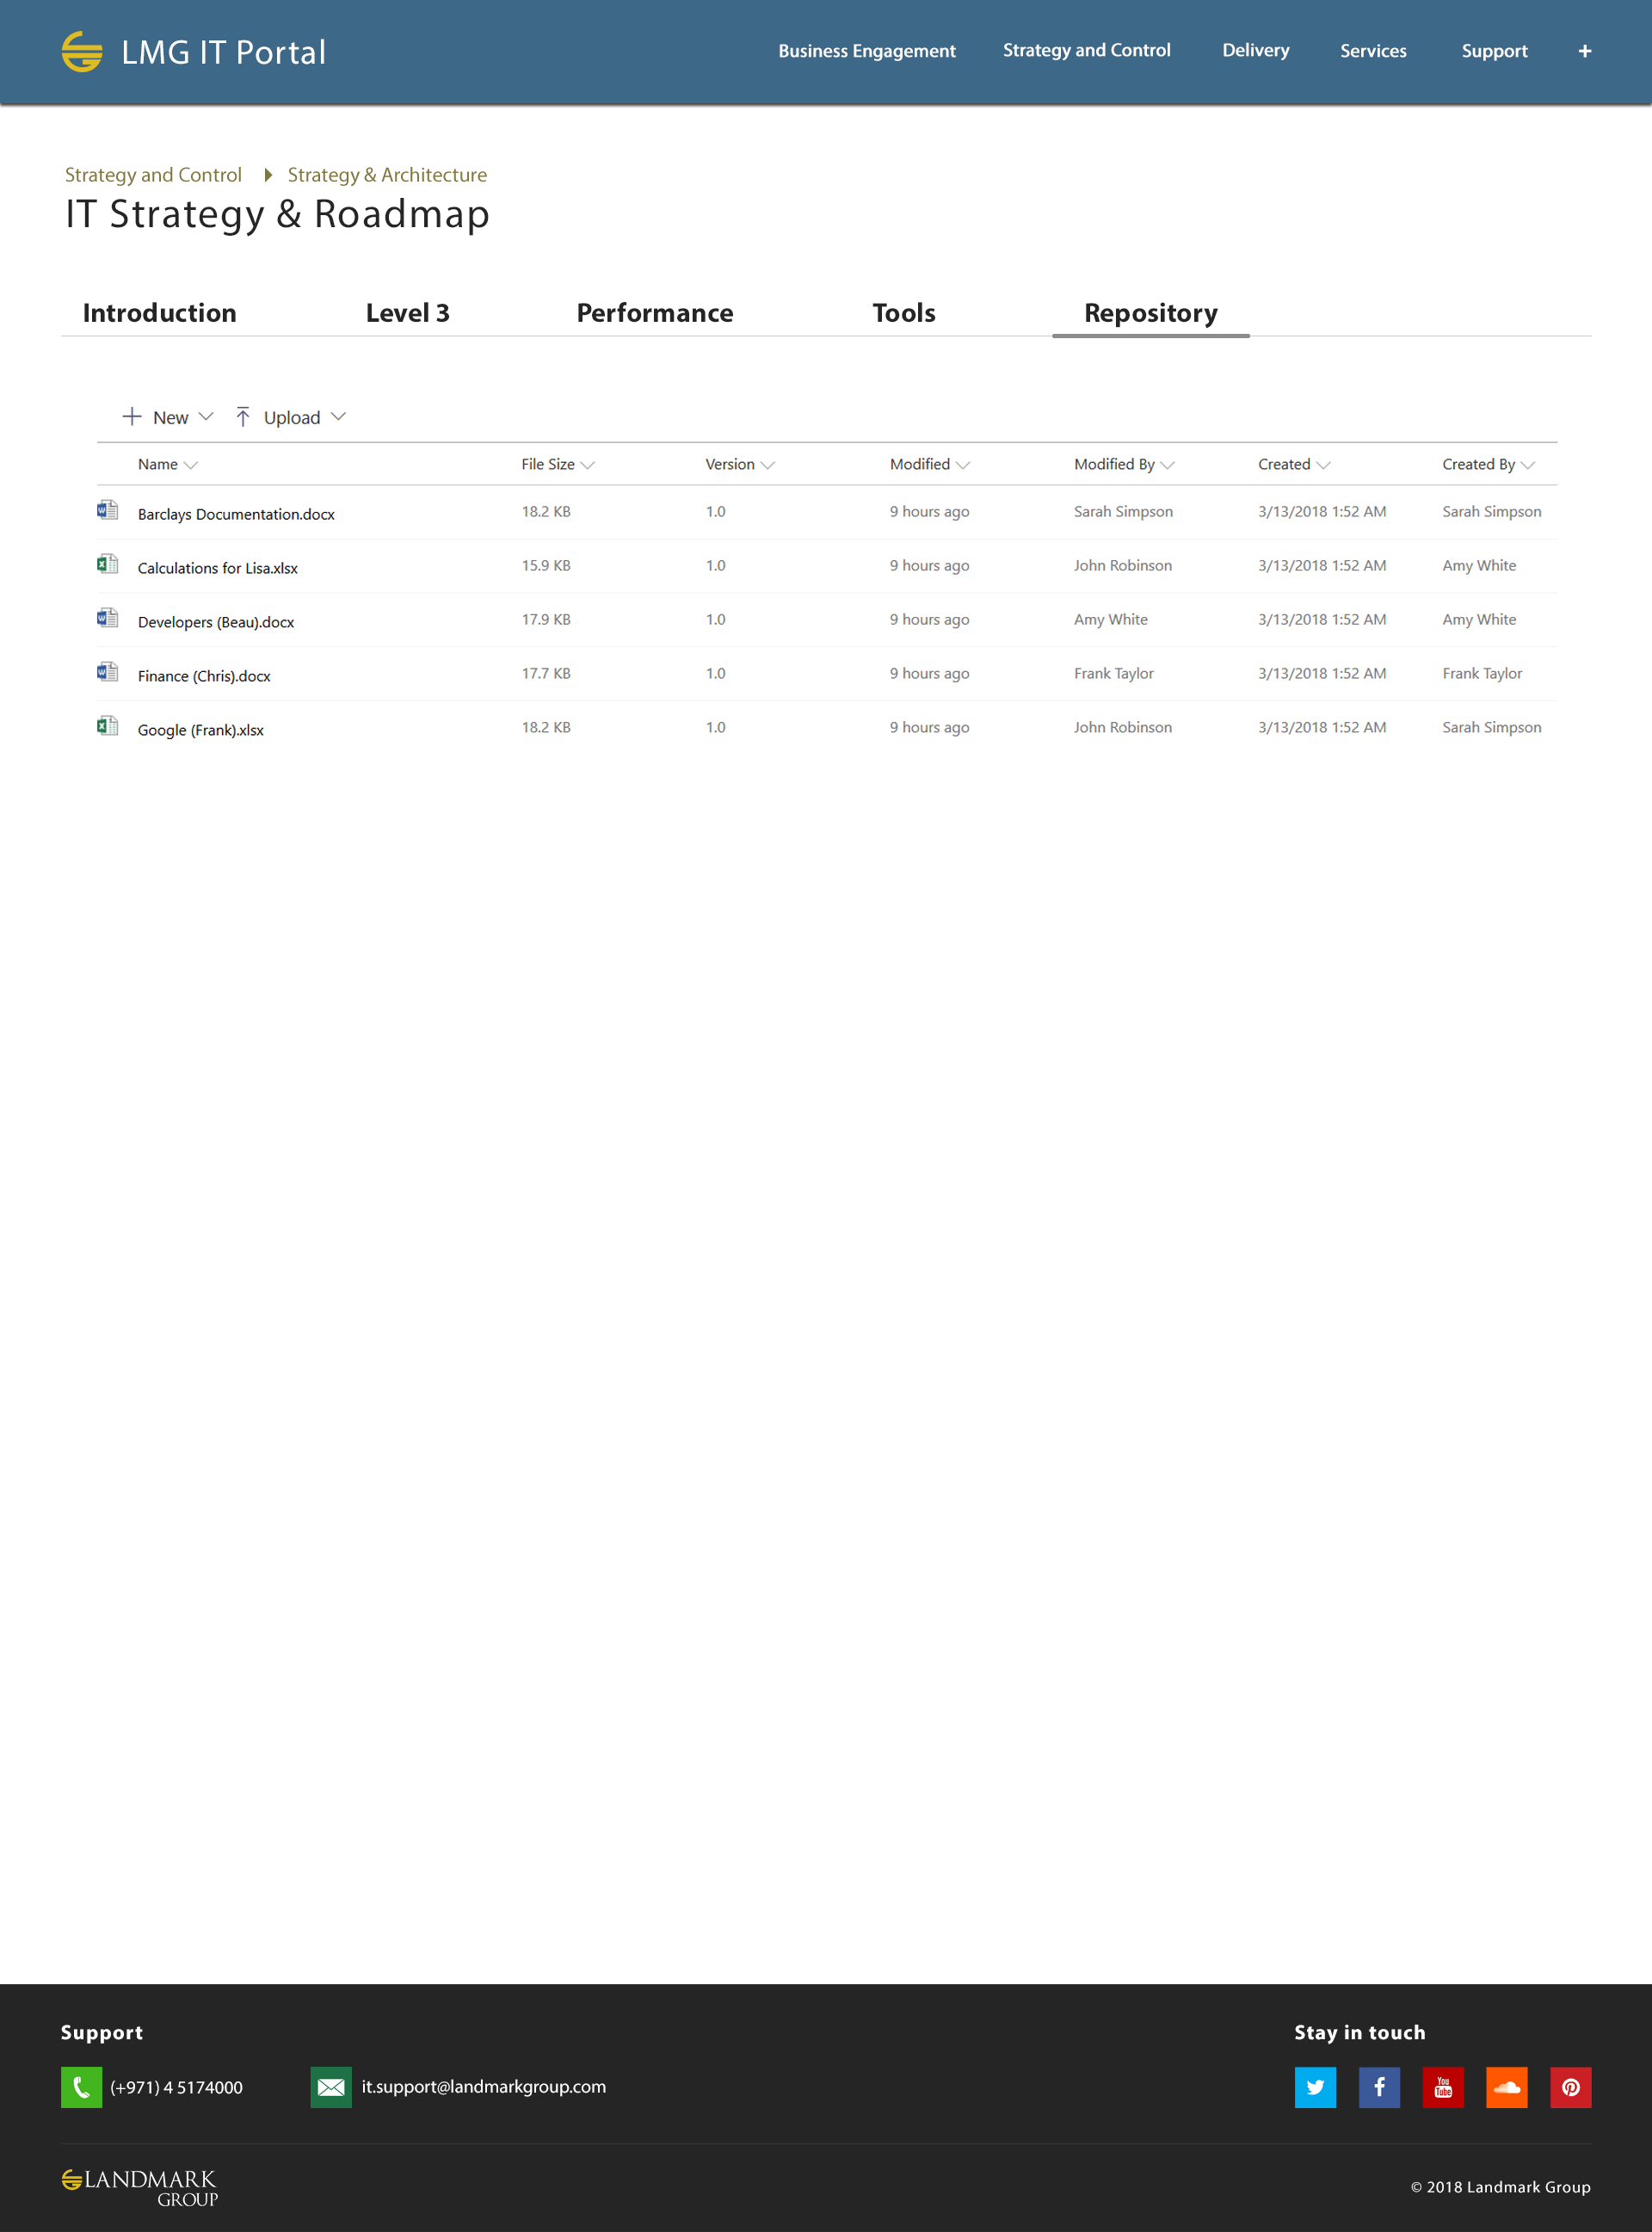 LMG IT Portal Business Engagement Strategy and Control Delivery Services Support +
Strategy and Control Strategy & Architecture
IT Strategy & Roadmap
Introduction Level 3 Performance Tools Repository
New Upload
Name File Size Version Modified Modified By Created Created By
Barclays Documentation.docx 18.2 KB 1.0 9 hours ago Sarah Simpson 3/13/2018 1:52 AM Sarah Simpson
Calculations for Lisa.xlsx 15.9 KB 1.0 9 hours ago John Robinson 3/13/2018 1:52 AM Amy White
Developers (Beau).docx 17.9 KB 1.0 9 hours ago Amy White 3/13/2018 1:52 AM Amy White
Finance (Chris).docx 17.7 KB 1.0 9 hours ago Frank Taylor 3/13/2018 1:52 AM Frank Taylor
Google (Frank).xlsx 18.2 KB 1.0 9 hours ago John Robinson 3/13/2018 1:52 AM Sarah Simpson
Support Stay in touch
(+971) 4 5174000 it.support@landmarkgroup.com You Tube
LANDMARK
GROUP
© 2018 Landmark Group